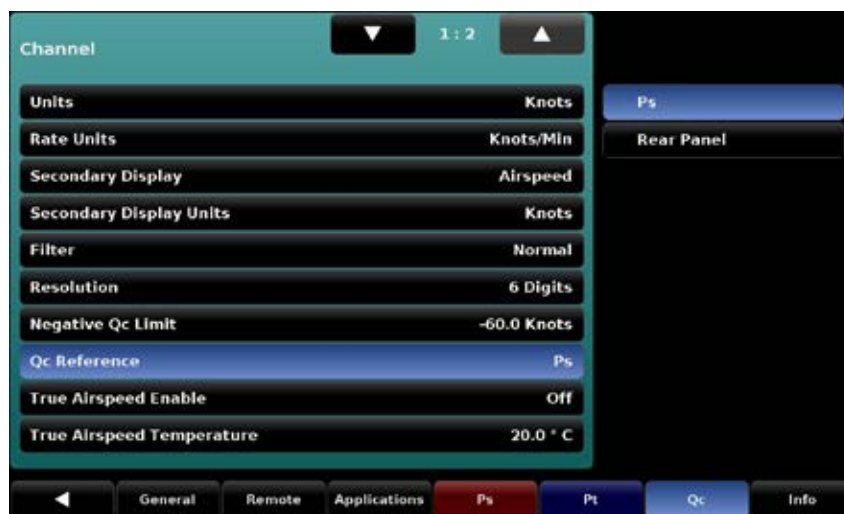 Channel
1 : 2
Units Knots
Rate Units Knots/Min
Secondary Display Airspeed
Secondary Display Units Knots
Filter Normal
Resolution 6 Digits
Negative Qc Limit -60.0 Knots
Qc Reference Ps
True Airspeed Enable Off
True Airspeed Temperature 20.0 ° C
Ps
Rear Panel
General Remote Applications Ps Pt Qc Info